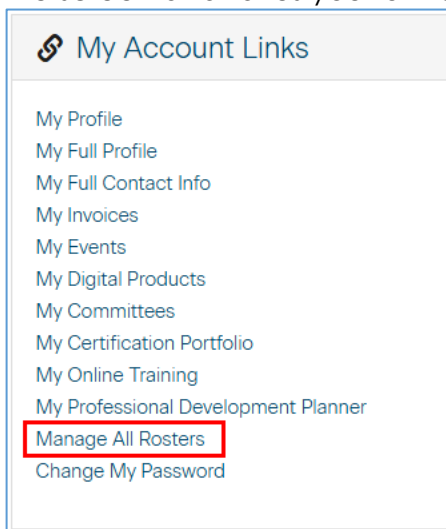 My Account Links
My Profile
My Full Profile
My Full Contact Info
My Invoices
My Events
My Digital Products
My Committees
My Certification Portfolio
My Online Training
My Professional Development Planner
Manage All Rosters
Change My Password